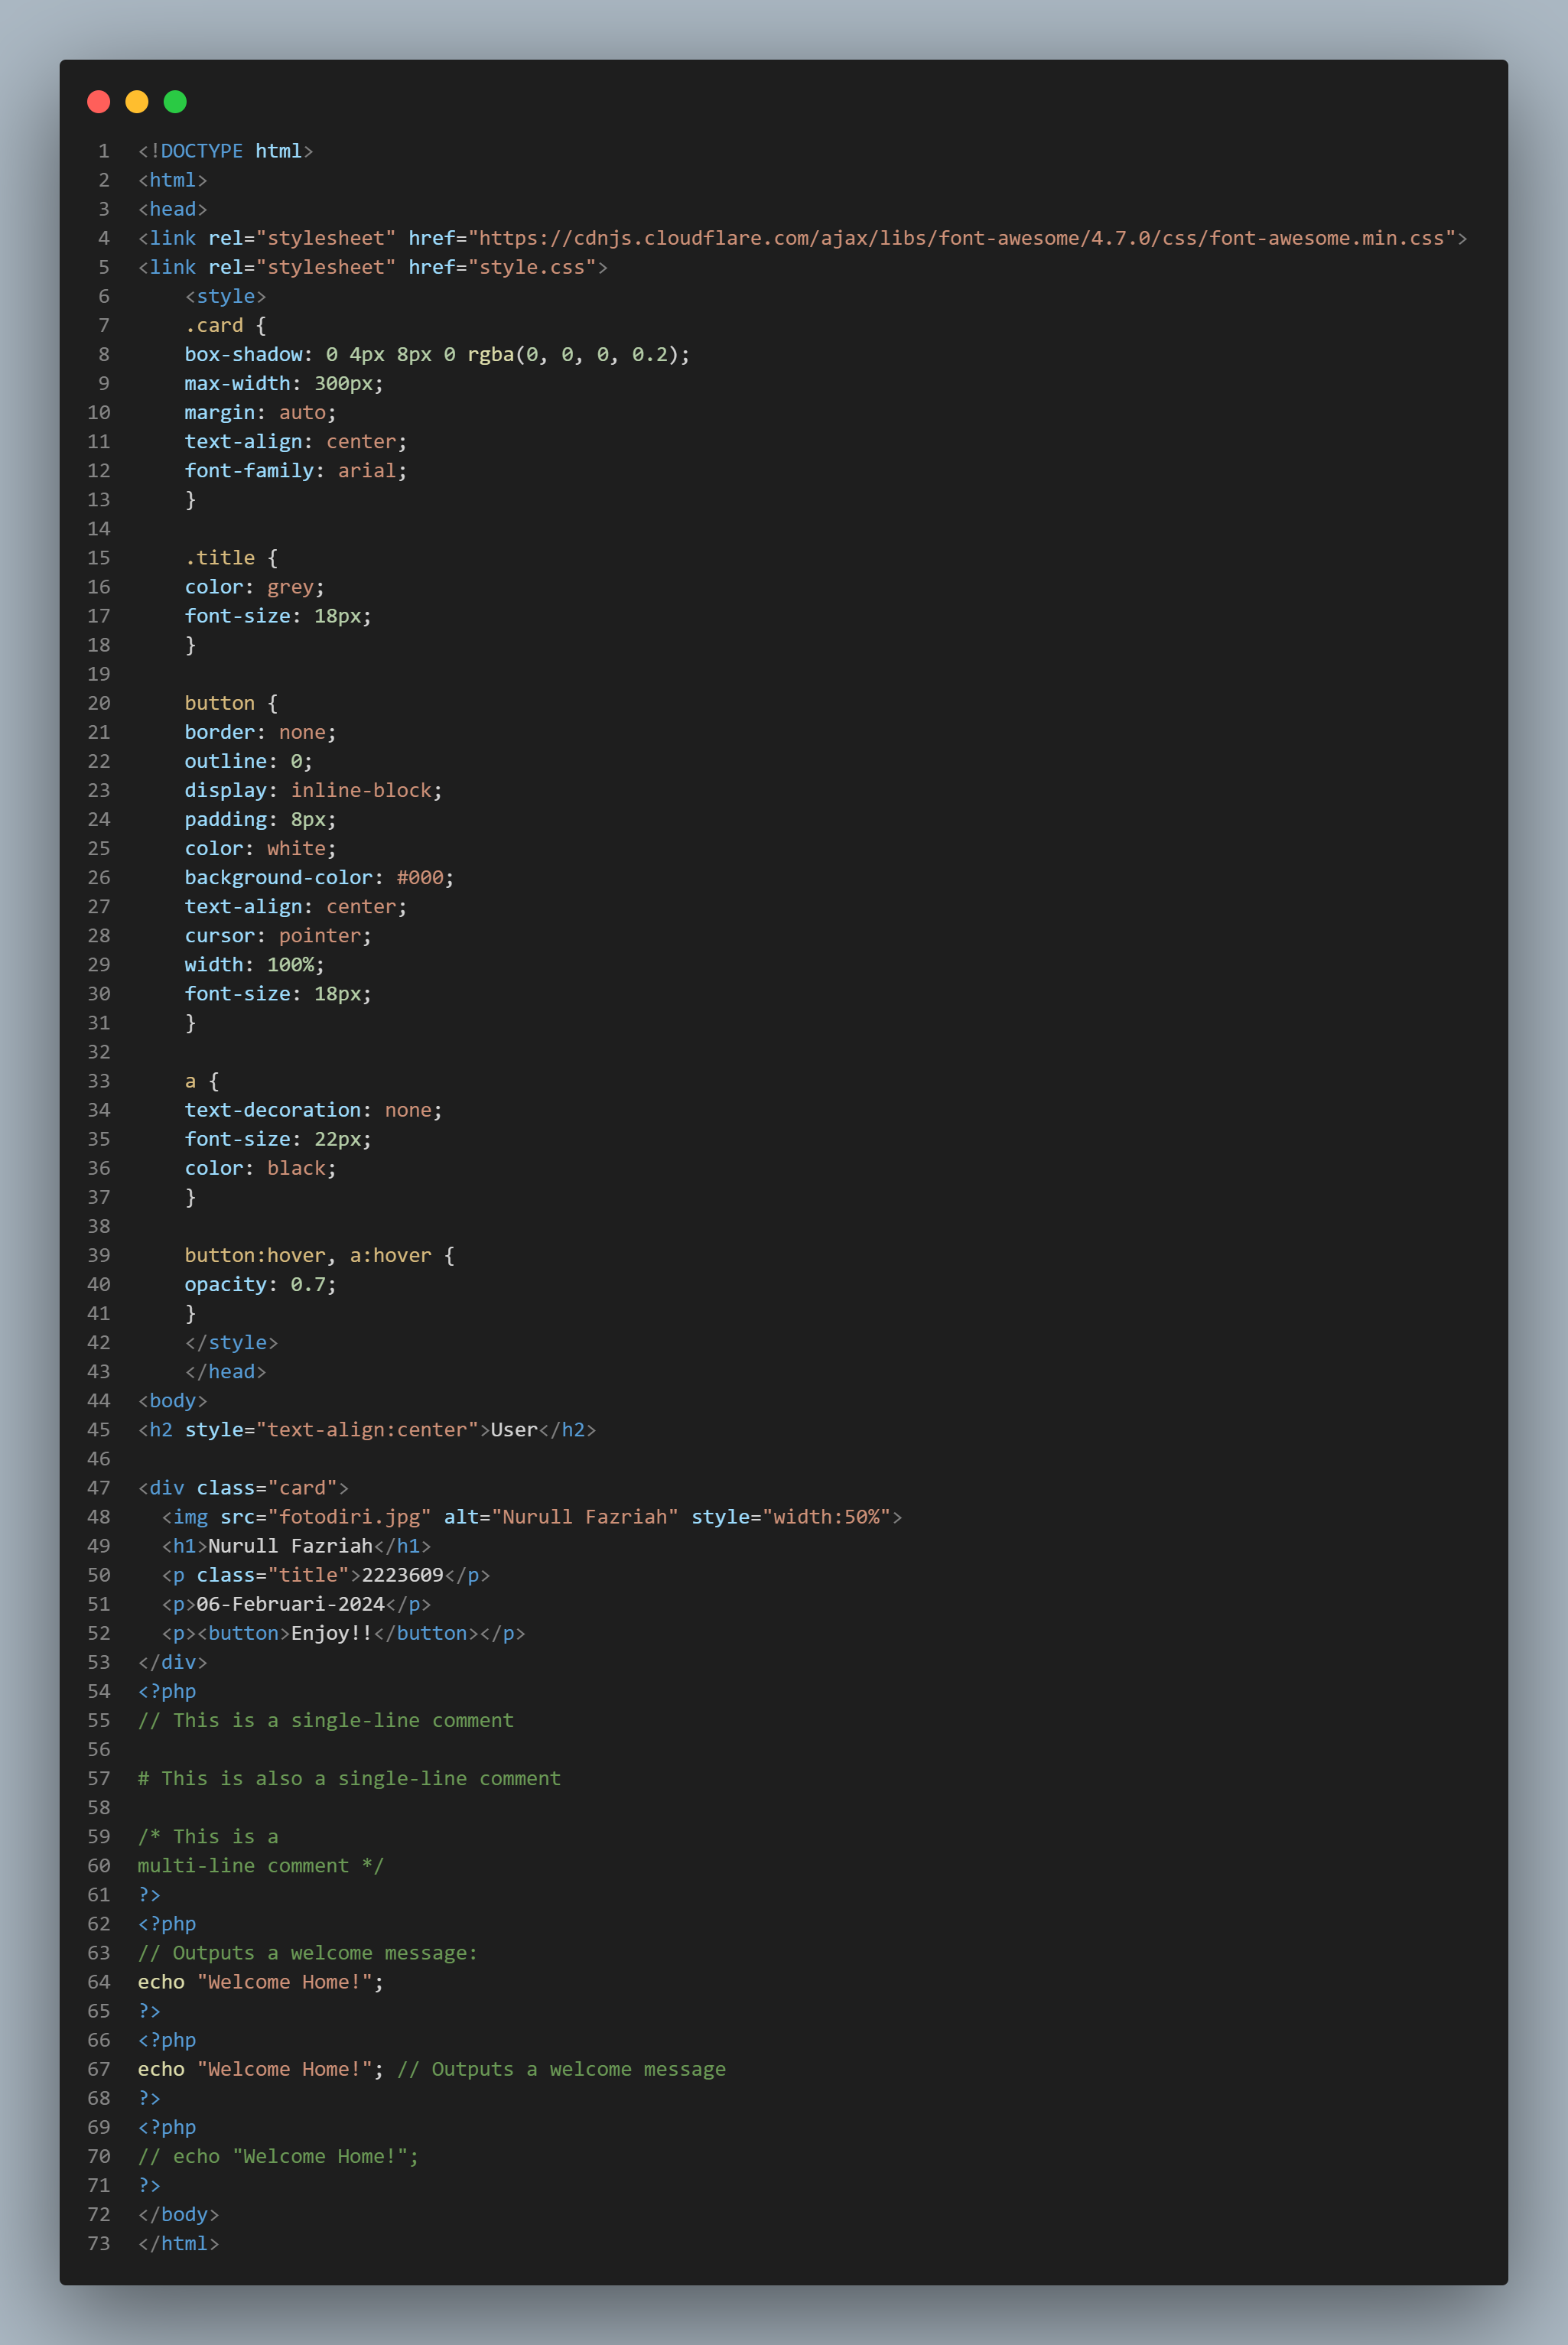 1 <!DOCTYPE html>
2 <html>
3 <head>
4 <link rel="stylesheet" href="https://cdnjs.cloudflare.com/ajax/libs/font-awesome/4.7.0/css/font-awesome.min.css">
5 <link rel="stylesheet" href="style.css">
6     <style>
7     .card {
8     box-shadow: 0 4px 8px 0 rgba(0, 0, 0, 0.2);
9     max-width: 300px;
10     margin: auto;
11     text-align: center;
12     font-family: arial;
13     }
14
15     .title {
16     color: grey;
17     font-size: 18px;
18     }
19
20     button {
21     border: none;
22     outline: 0;
23     display: inline-block;
24     padding: 8px;
25     color: white;
26     background-color: #000;
27     text-align: center;
28     cursor: pointer;
29     width: 100%;
30     font-size: 18px;
31     }
32
33     a {
34     text-decoration: none;
35     font-size: 22px;
36     color: black;
37     }
38
39     button:hover, a:hover {
40     opacity: 0.7;
41     }
42     </style>
43     </head>
44 <body>
45 <h2 style="text-align:center">User</h2>
46
47 <div class="card">
48   <img src="fotodiri.jpg" alt="Nurull Fazriah" style="width:50%">
49   <h1>Nurull Fazriah</h1>
50   <p class="title">2223609</p>
51   <p>06-Februari-2024</p>
52   <p><button>Enjoy!!</button></p>
53 </div>
54 <?php
55 // This is a single-line comment
56
57 # This is also a single-line comment
58
59 /* This is a
60 multi-line comment */
61 ?>
62 <?php
63 // Outputs a welcome message:
64 echo "Welcome Home!";
65 ?>
66 <?php
67 echo "Welcome Home!"; // Outputs a welcome message
68 ?>
69 <?php
70 // echo "Welcome Home!";
71 ?>
72 </body>
73 </html>